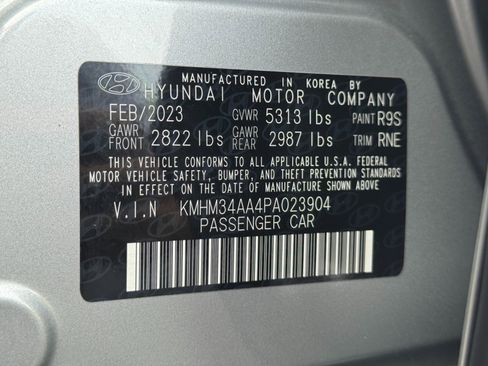 MANUFACTURED IN KOREA BY
HYUNDAI MOTOR COMPANY
FEB/2023 GVWR 5313 lbs PAINT R9S
GAWR FRONT 2822 lbs GAWR REAR 2987 lbs TRIM RNE
THIS VEHICLE CONFORMS TO ALL APPLICABLE U.S.A. FEDERAL
MOTOR VEHICLE SAFETY, BUMPER, AND THEFT PREVENTION STANDARDS
IN EFFECT ON THE DATE OF MANUFACTURE SHOWN ABOVE.
V.I.N KMHM34AA4PA023904
PASSENGER CAR